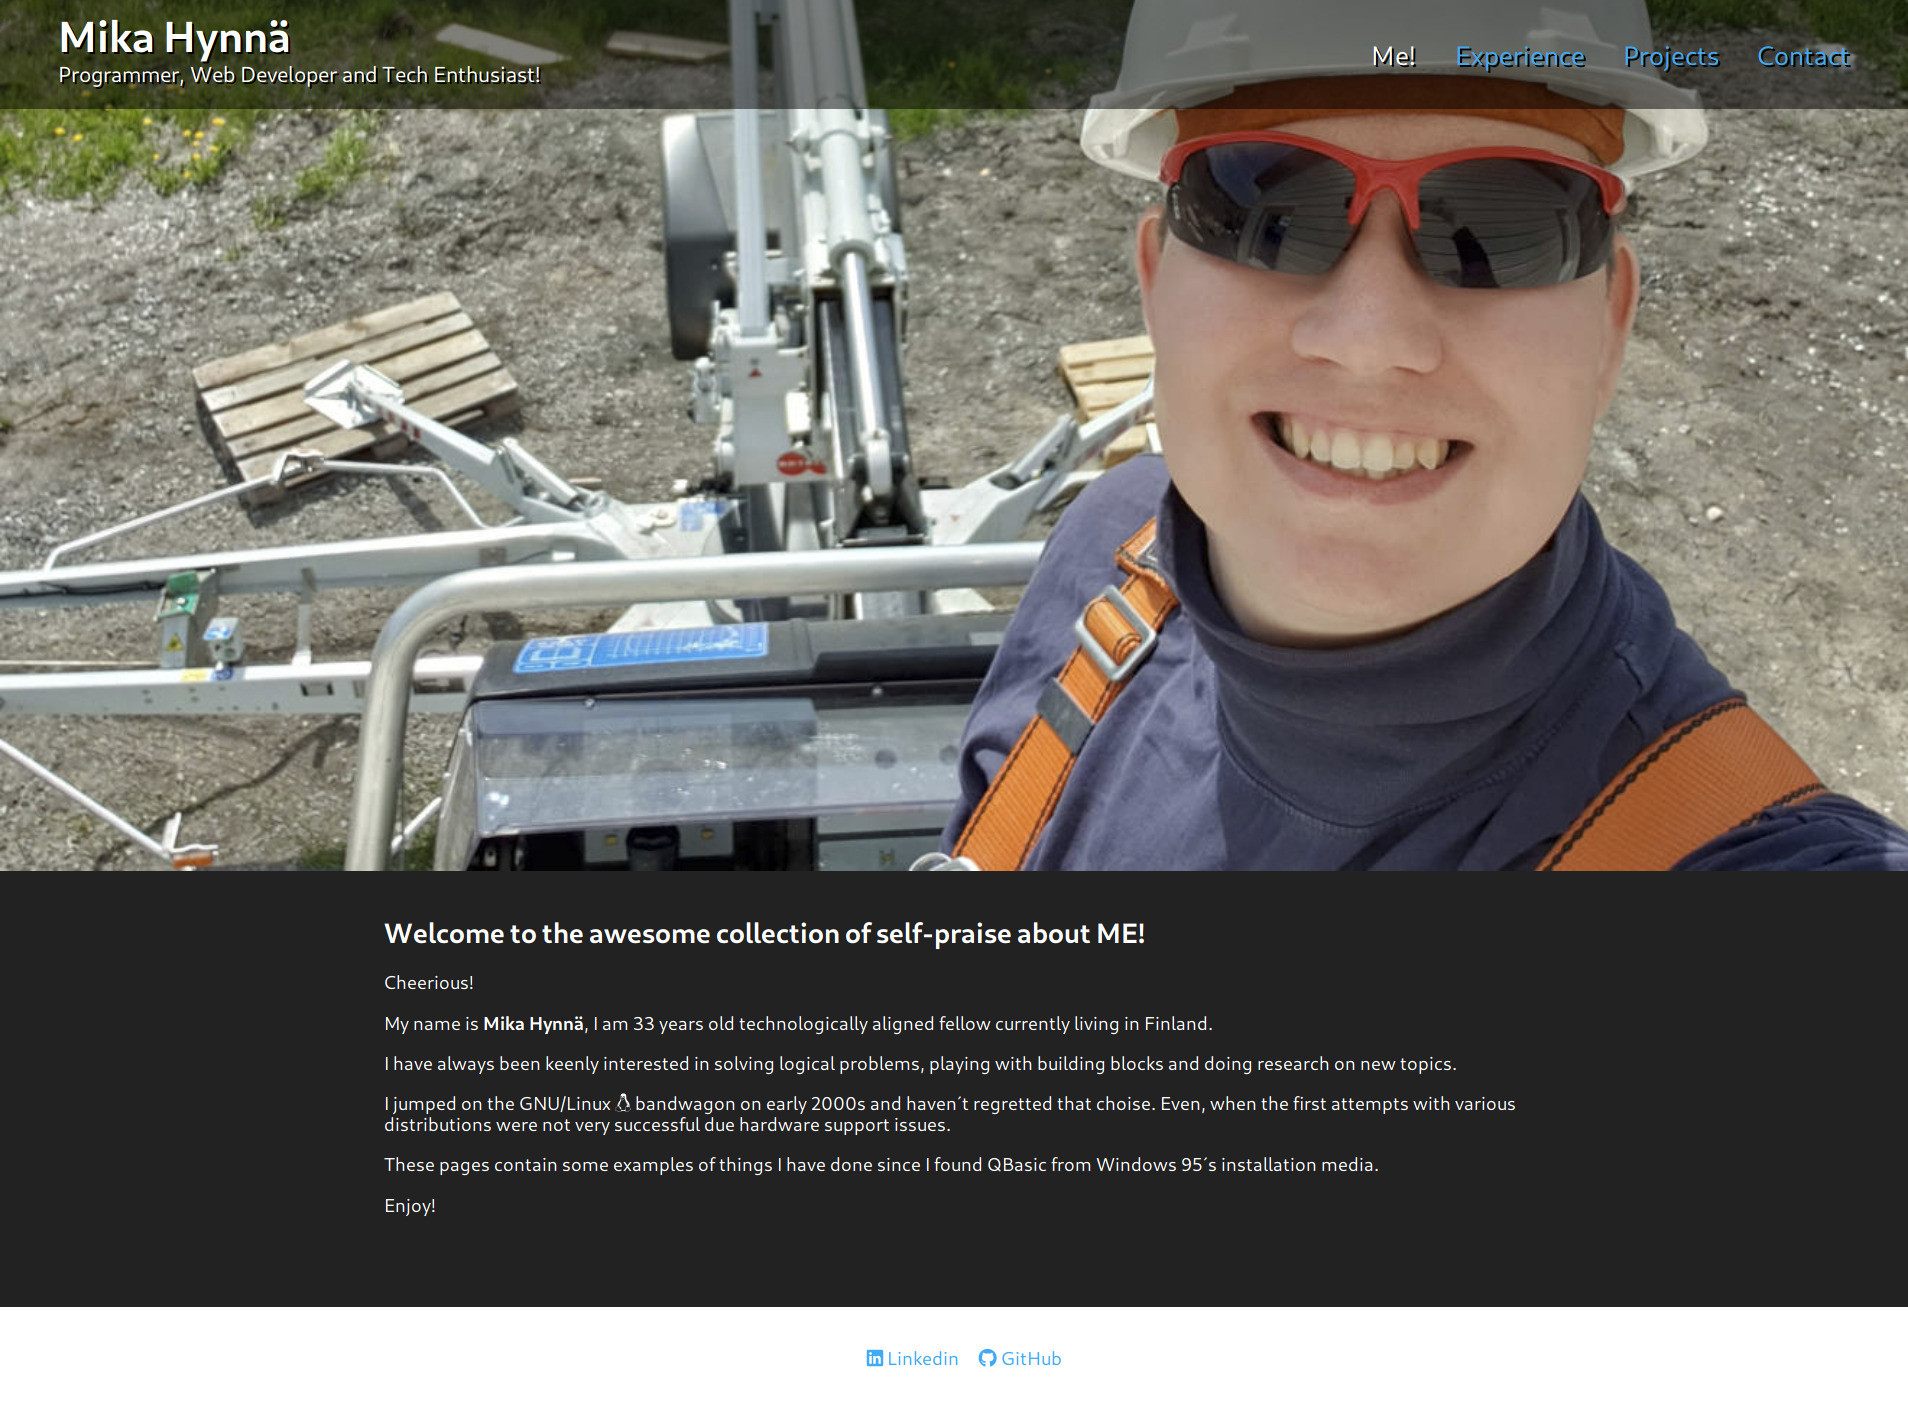 Mika Hynnä
Programmer, Web Developer and Tech Enthusiast!
Me! Experience Projects Contact
Welcome to the awesome collection of self-praise about ME!
Cheerious!
My name is Mika Hynnä, I am 33 years old technologically aligned fellow currently living in Finland.
I have always been keenly interested in solving logical problems, playing with building blocks and doing research on new topics.
I jumped on the GNU/Linux bandwagon on early 2000s and haven´t regretted that choise. Even, when the first attempts with various
distributions were not very successful due hardware support issues.
These pages contain some examples of things I have done since I found QBasic from Windows 95´s installation media.
Enjoy!
Linkedin GitHub